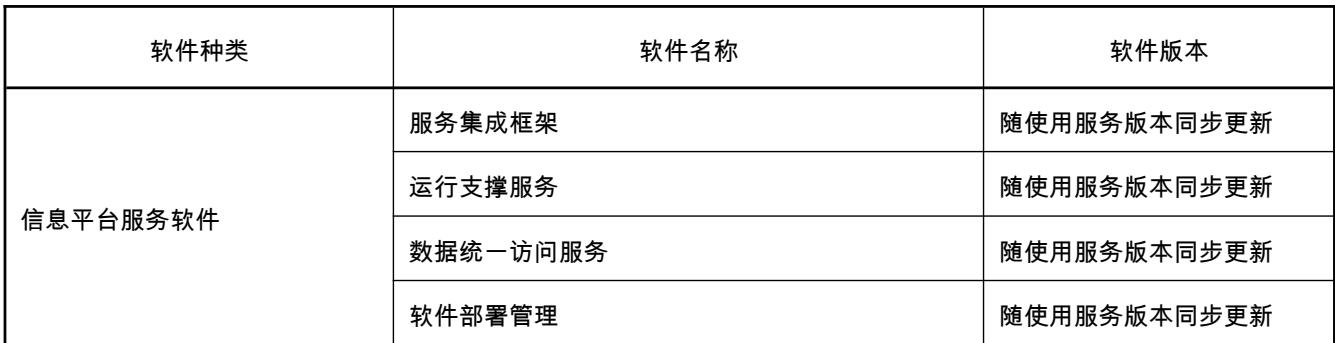 软件种类 软件名称 软件版本
服务集成框架 随使用服务版本同步更新
运行支撑服务 随使用服务版本同步更新
信息平台服务软件
数据统一访问服务 随使用服务版本同步更新
软件部署管理 随使用服务版本同步更新